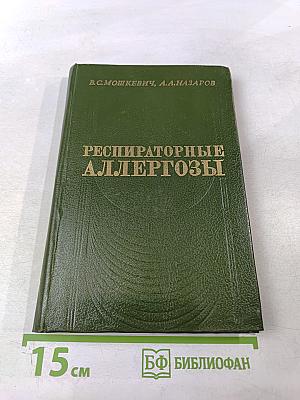 В.С.МОШКЕВИЧ, А.А.НАЗАРОВ
РЕСПИРАТОРНЫЕ
АЛЛЕРГОЗЫ
15 см
БФ БИБЛИОФАН